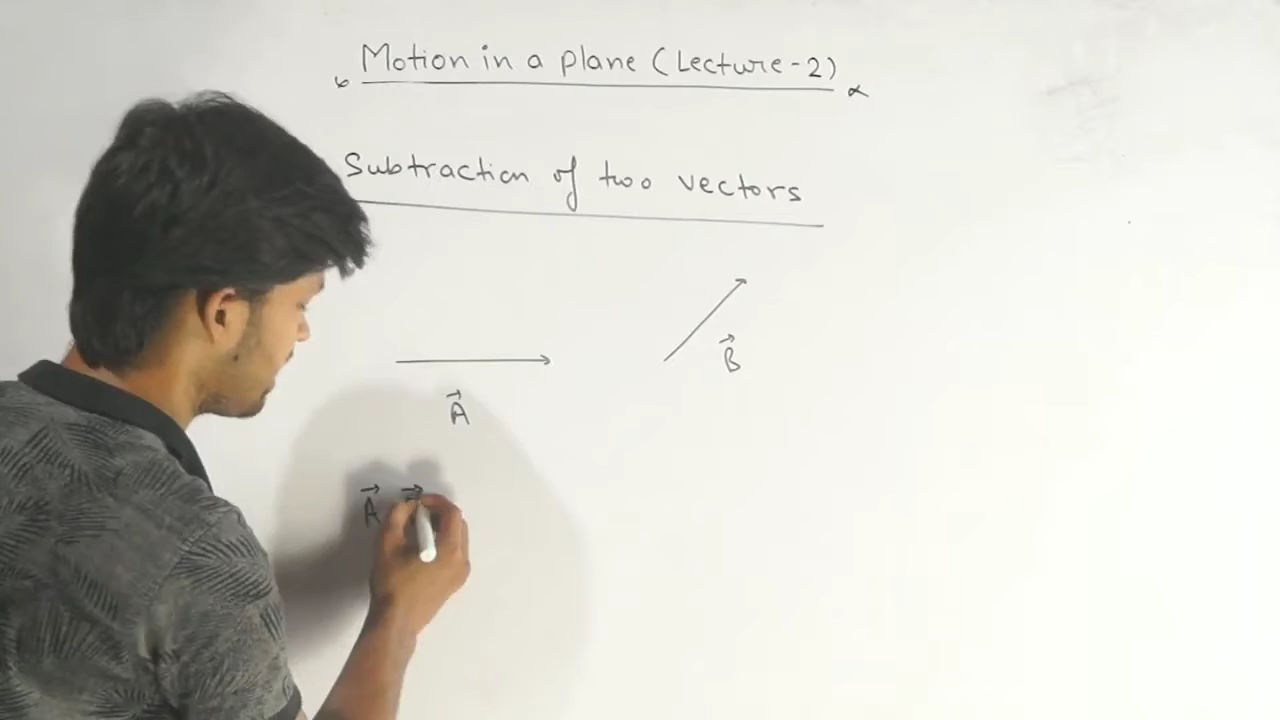 Motion in a plane (Lecture-2)
Subtraction of two vectors
B⃗
A⃗
A⃗